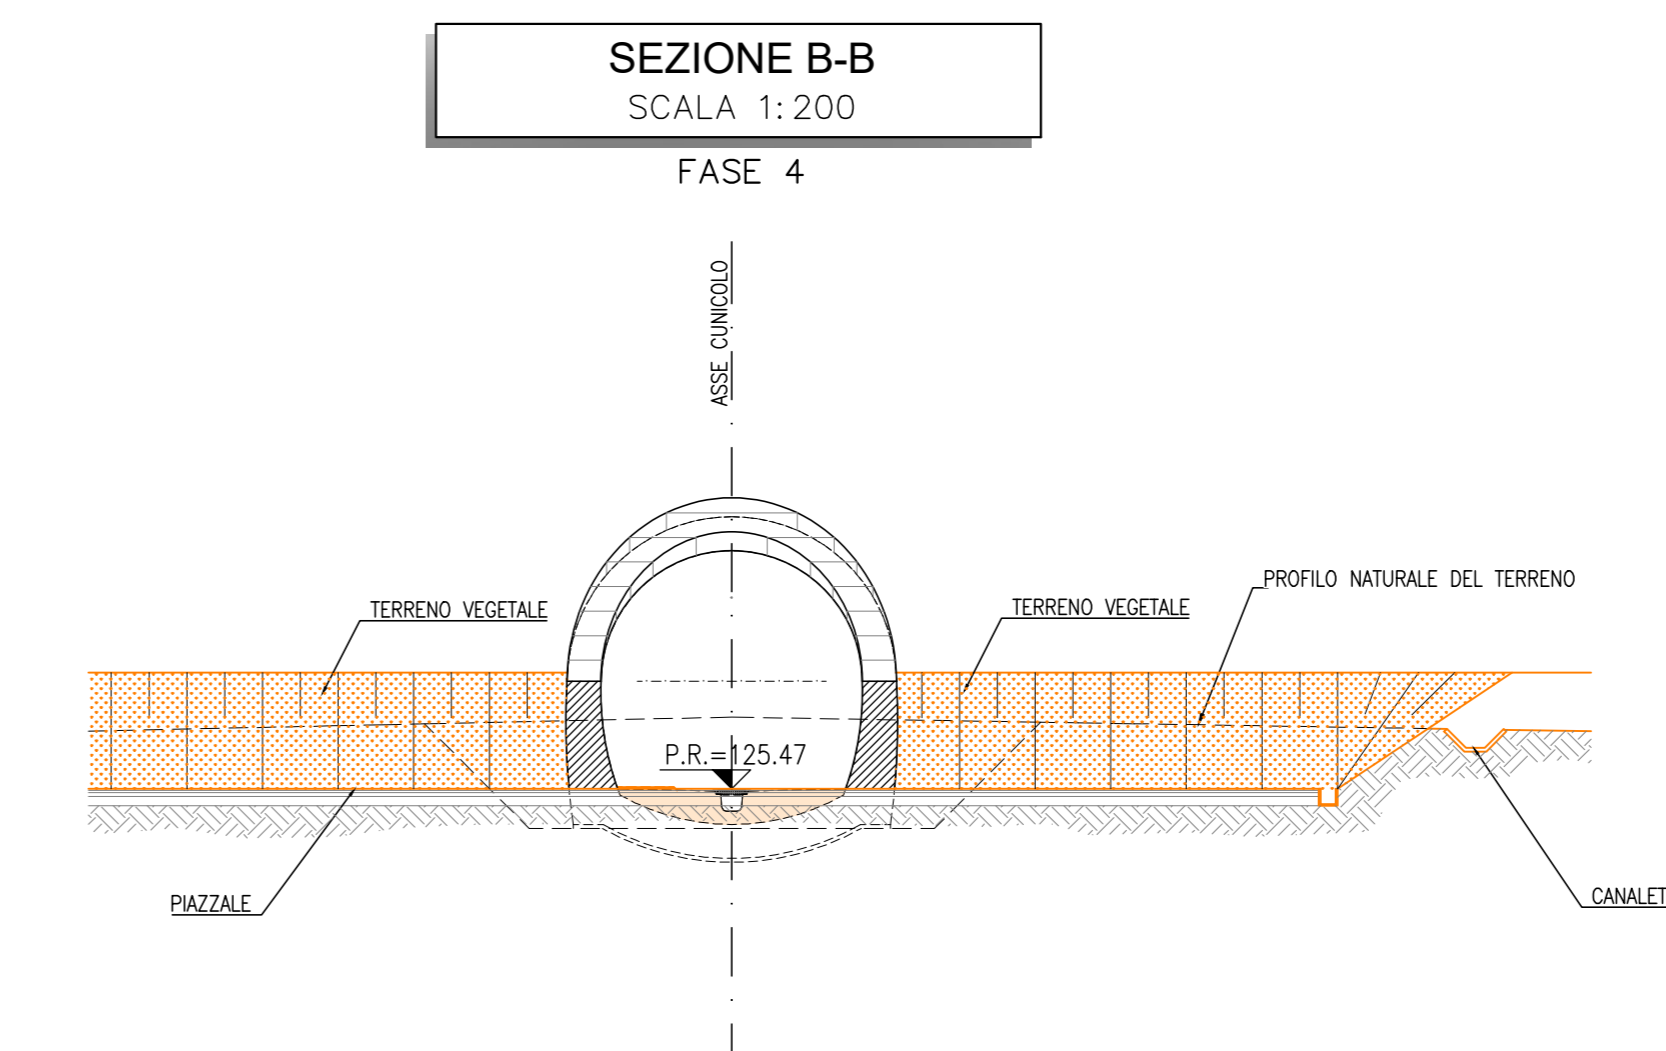 SEZIONE B-B
SCALA 1:200
FASE 4
ASSE CUNICOLO
PROFILO NATURALE DEL TERRENO
TERRENO VEGETALE
TERRENO VEGETALE
P.R.=125.47
PIAZZALE
CANALET